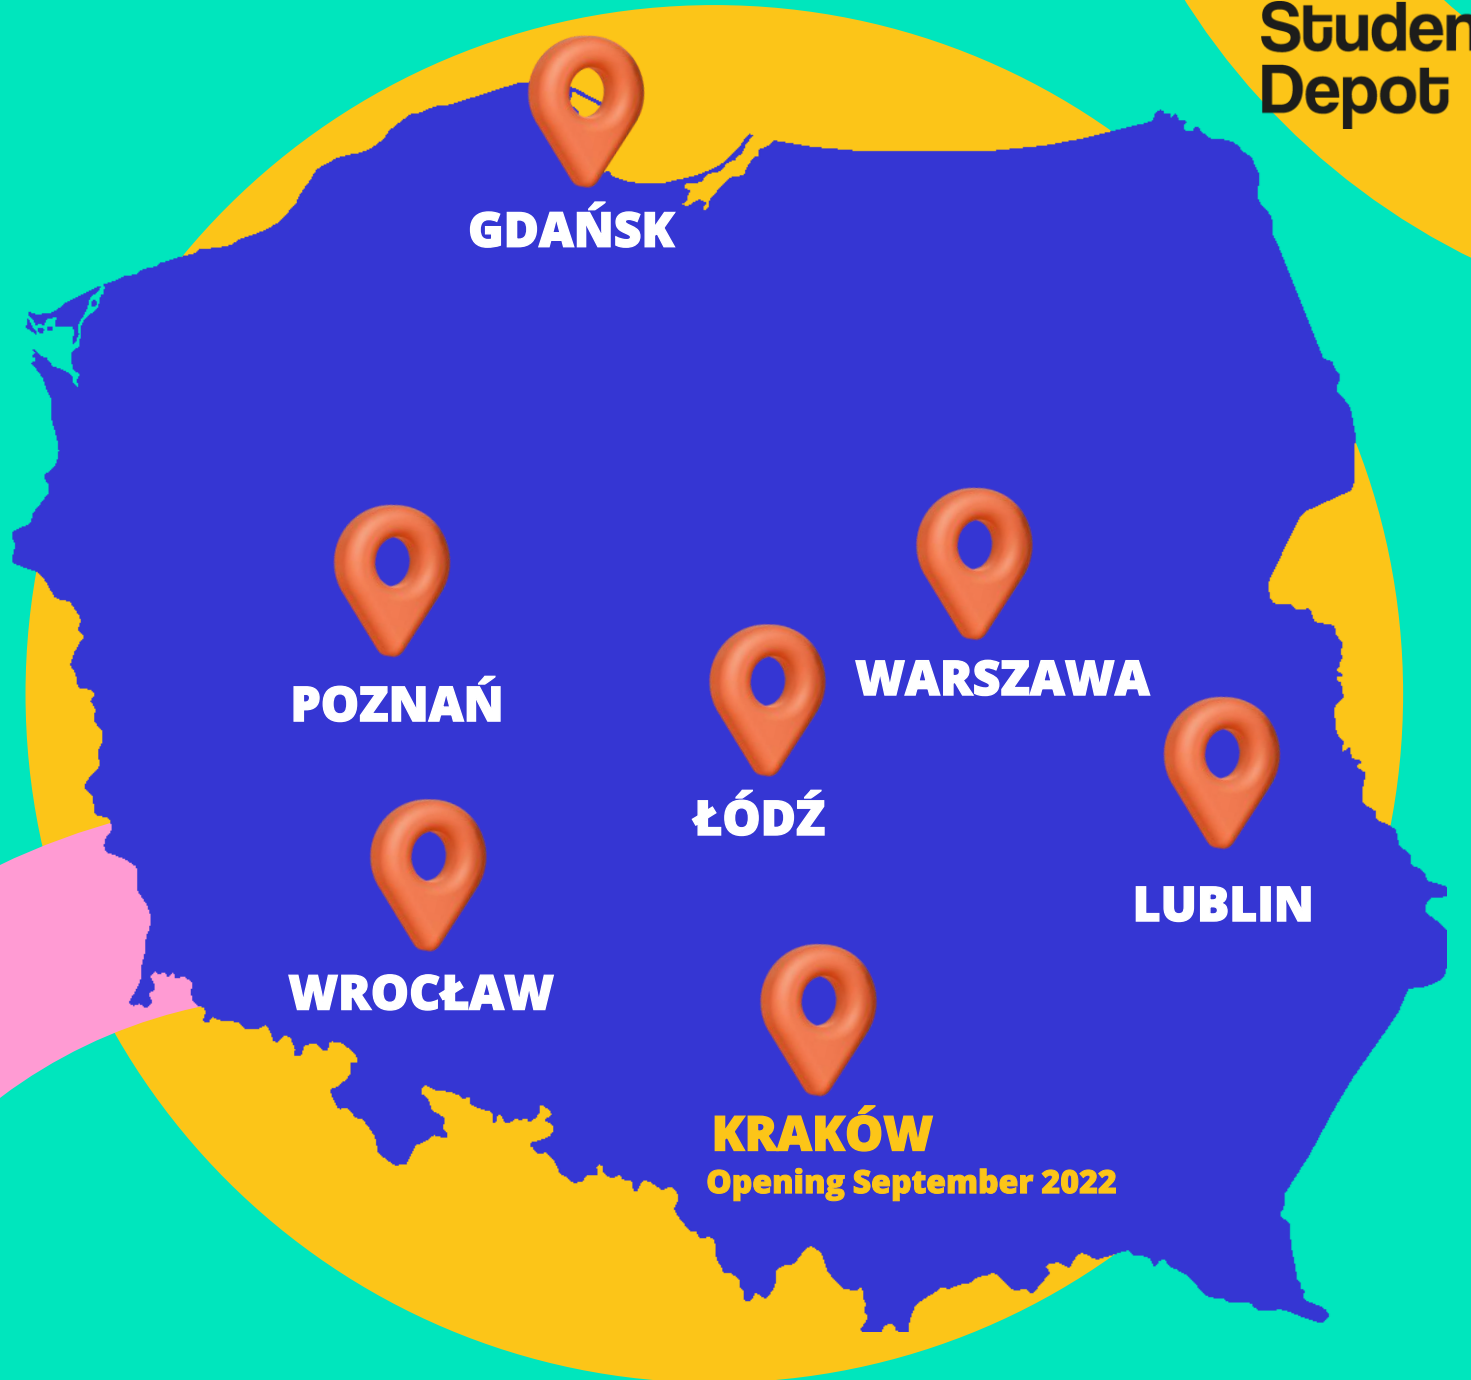 Studen
Depot
GDAŃSK
WARSZAWA
POZNAŃ
ŁÓDŹ
LUBLIN
WROCŁAW
KRAKÓW
Opening September 2022